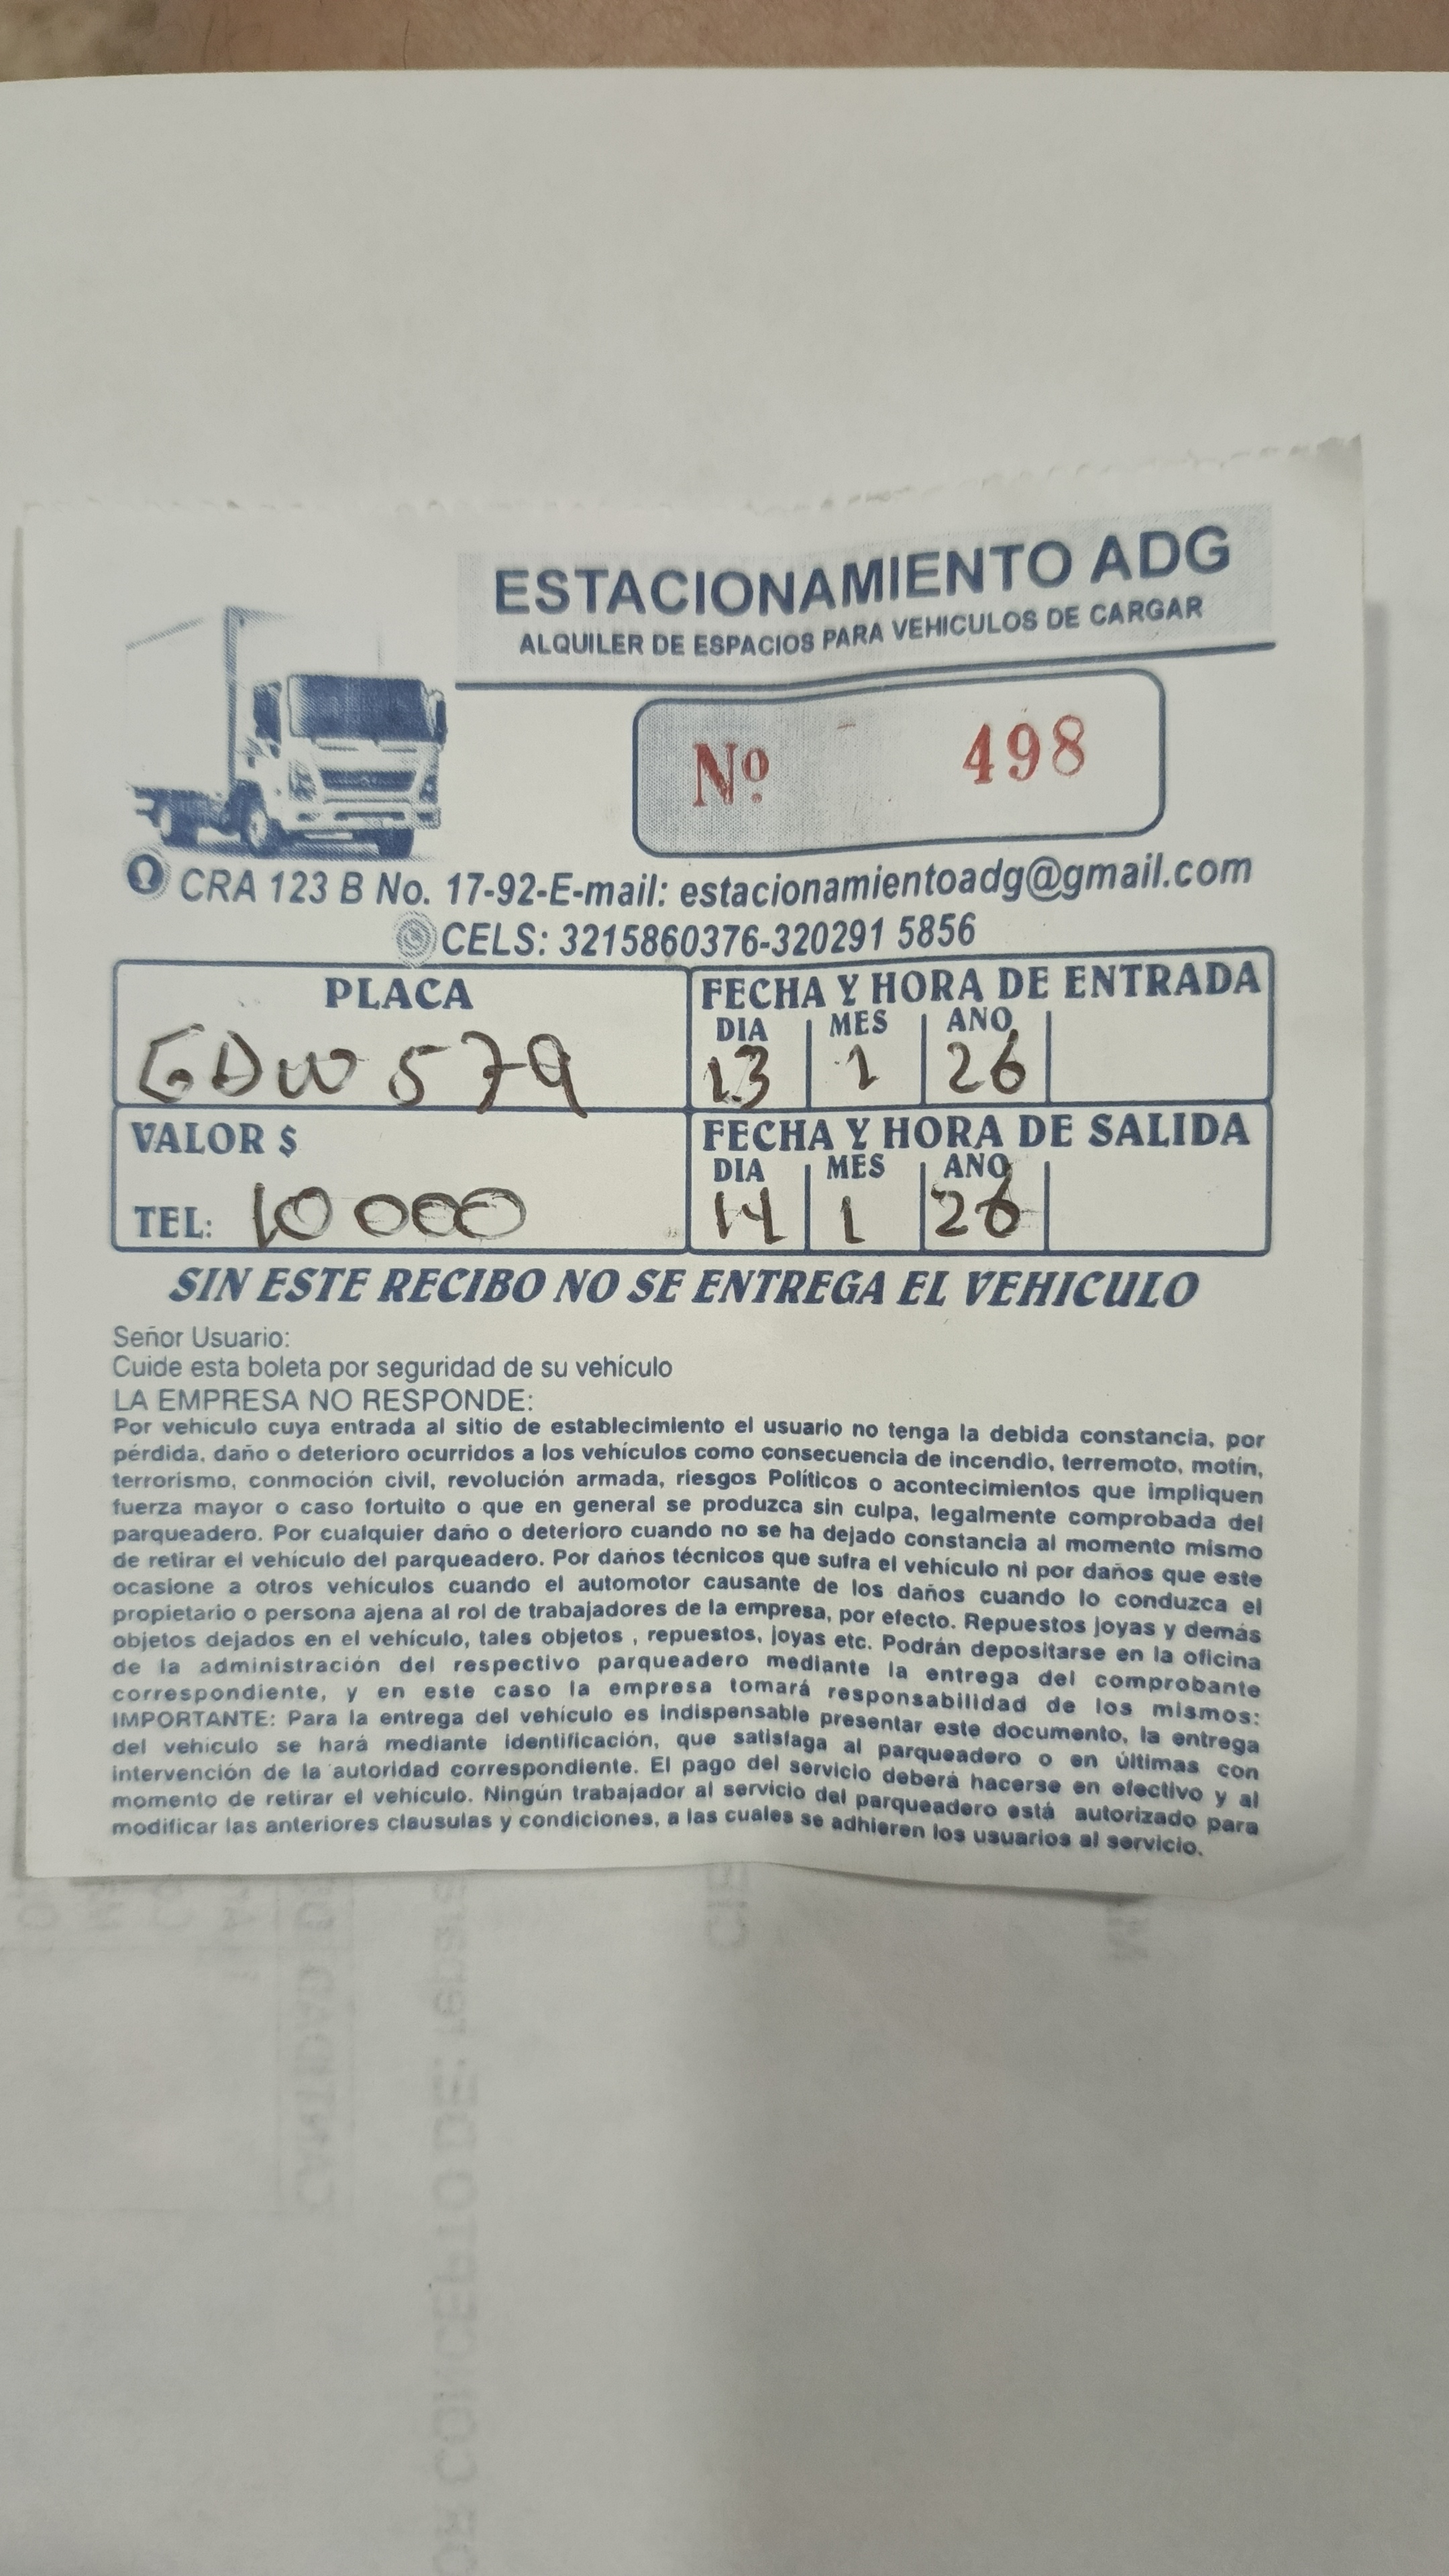 ESTACIONAMIENTO ADG
ALQUILER DE ESPACIOS PARA VEHICULOS DE CARGAR
Nº 498
CRA 123 B No. 17-92-E-mail: estacionamientoadg@gmail.com
CELS: 3215860376-320291 5856
PLACA
GDW 579
FECHA Y HORA DE ENTRADA
DIA MES ANO
13 1 26
VALOR $
TEL: 10 000
FECHA Y HORA DE SALIDA
DIA MES ANO
14 1 26
SIN ESTE RECIBO NO SE ENTREGA EL VEHICULO
Señor Usuario:
Cuide esta boleta por seguridad de su vehículo
LA EMPRESA NO RESPONDE:
Por vehiculo cuya entrada al sitio de establecimiento el usuario no tenga la debida constancia, por
pérdida, daño o deterioro ocurridos a los vehículos como consecuencia de incendio, terremoto, motín,
terrorismo, conmoción civil, revolución armada, riesgos Políticos o acontecimientos que impliquen
fuerza mayor o caso fortuito o que en general se produzca sin culpa, legalmente comprobada del
parqueadero. Por cualquier daño o deterioro cuando no se ha dejado constancia al momento mismo
de retirar el vehículo del parqueadero. Por daños técnicos que sufra el vehículo ni por daños que este
ocasione a otros vehículos cuando el automotor causante de los daños cuando lo conduzca el
propietario o persona ajena al rol de trabajadores de la empresa, por efecto. Repuestos joyas y demás
objetos dejados en el vehículo, tales objetos , repuestos, joyas etc. Podrán depositarse en la oficina
de la administración del respectivo parqueadero mediante la entrega del comprobante
correspondiente, y en este caso la empresa tomará responsabilidad de los mismos:
IMPORTANTE: Para la entrega del vehículo es indispensable presentar este documento, la entrega
del vehiculo se hará mediante identificación, que satisfaga al parqueadero o en últimas con
intervención de la autoridad correspondiente. El pago del servicio deberá hacerse en efectivo y al
momento de retirar el vehículo. Ningún trabajador al servicio del parqueadero está autorizado para
modificar las anteriores clausulas y condiciones, a las cuales se adhieren los usuarios al servicio.
CANTIDAD D
CONCEPTO DE: repar